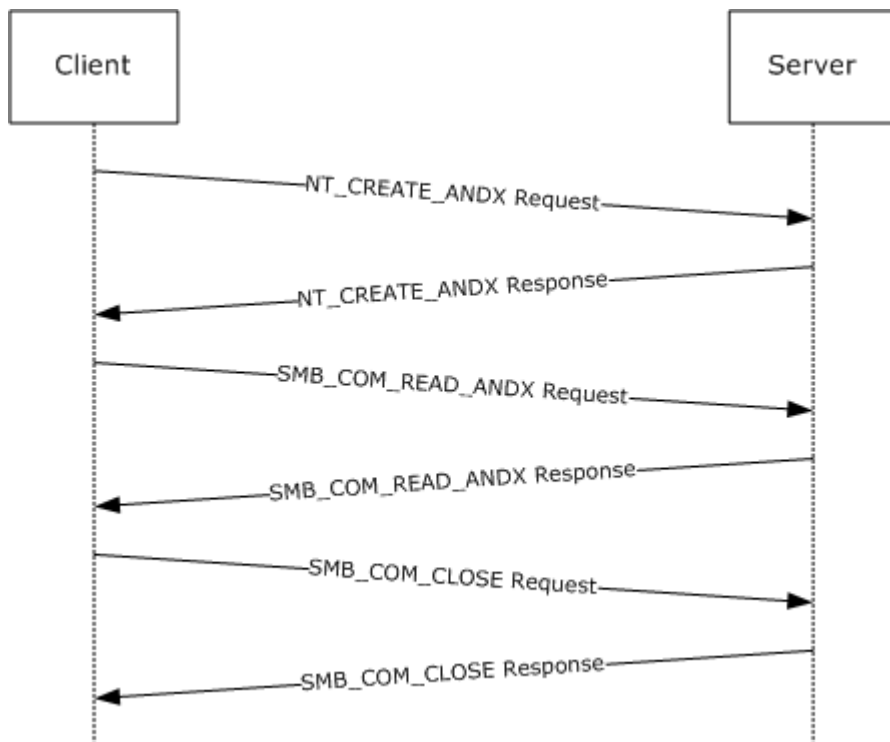 Client
Server
NT_CREATE_ANDX Request
NT_CREATE_ANDX Response
SMB_COM_READ_ANDX Request
SMB_COM_READ_ANDX Response
SMB_COM_CLOSE Request
SMB_COM_CLOSE Response